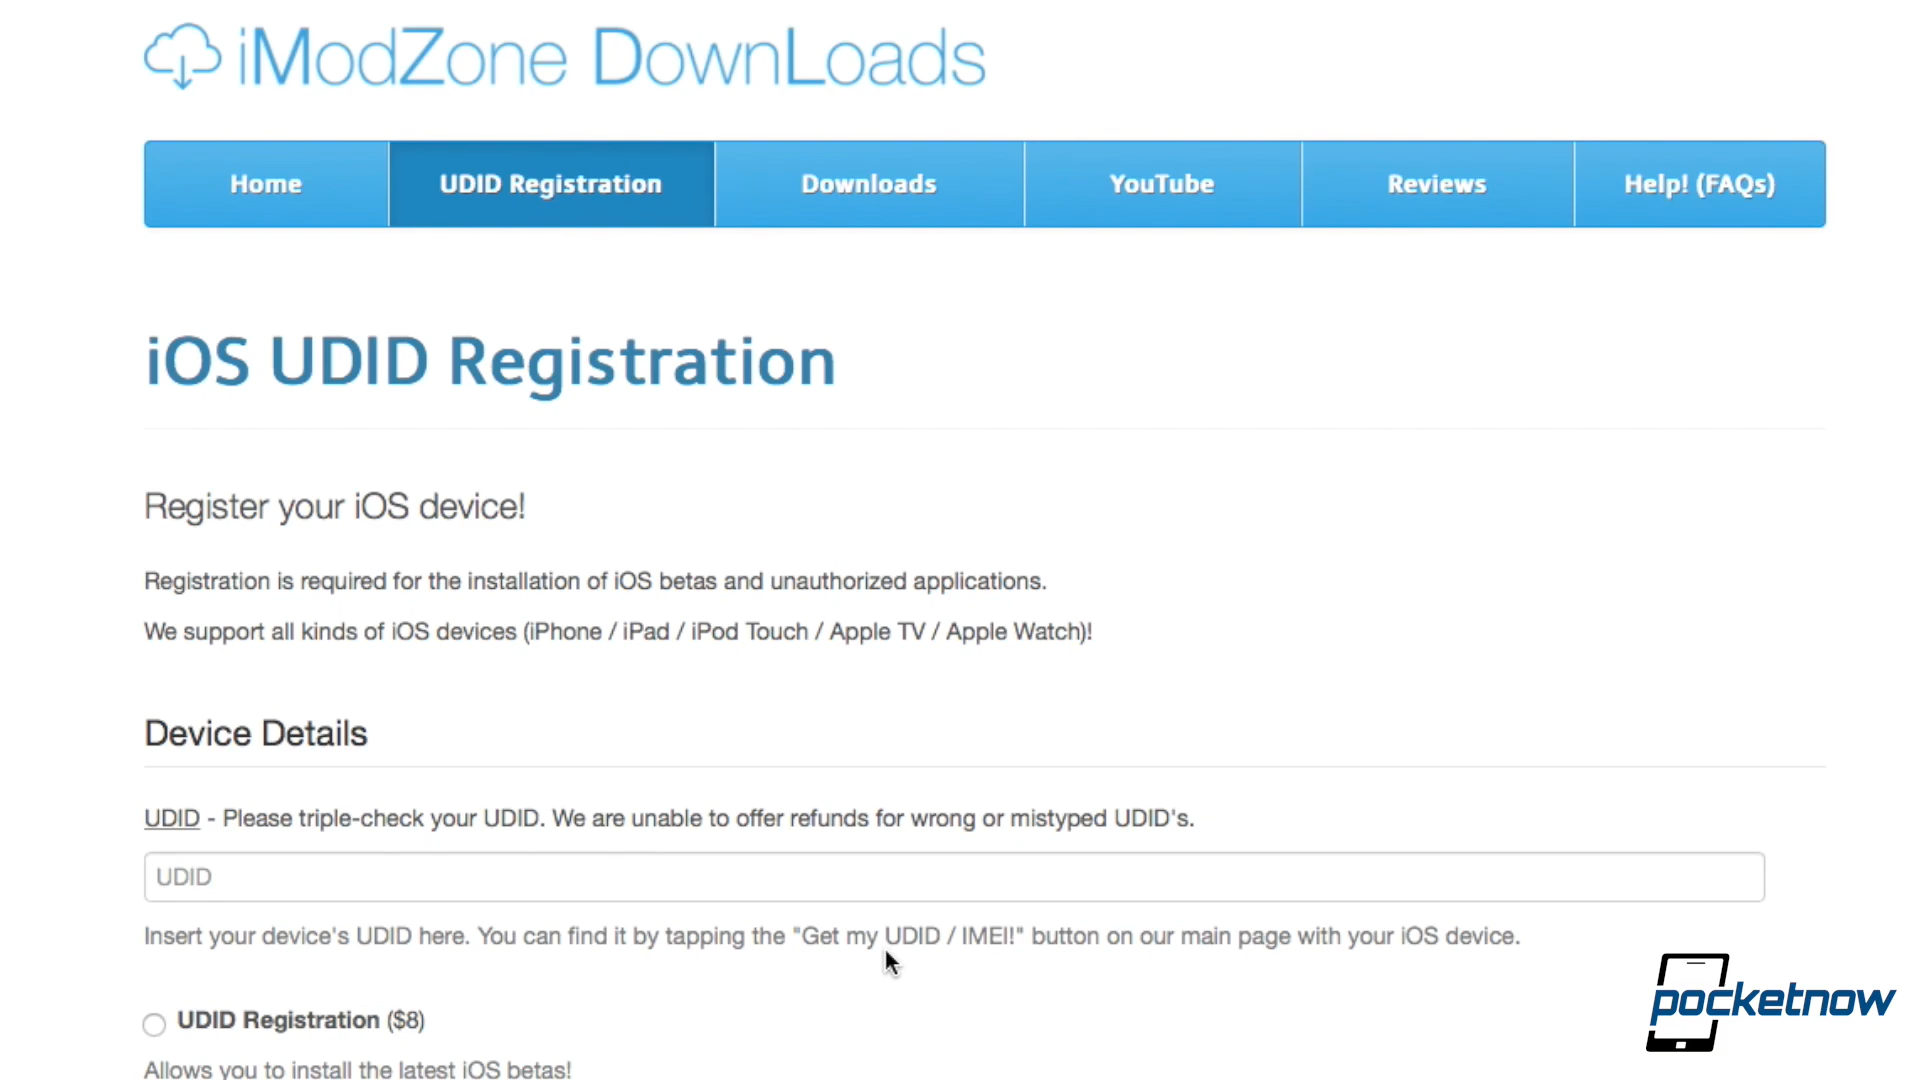 iModZone DownLoads
Home
UDID Registration
Downloads
YouTube
Reviews
Help! (FAQs)
iOS UDID Registration
Register your iOS device!
Registration is required for the installation of iOS betas and unauthorized applications.
We support all kinds of iOS devices (iPhone / iPad / iPod Touch / Apple TV / Apple Watch)!
Device Details
UDID - Please triple-check your UDID. We are unable to offer refunds for wrong or mistyped UDID's.
UDID
Insert your device's UDID here. You can find it by tapping the "Get my UDID / IMEI!" button on our main page with your iOS device.
UDID Registration ($8)
Allows you to install the latest iOS betas!
pocketnow